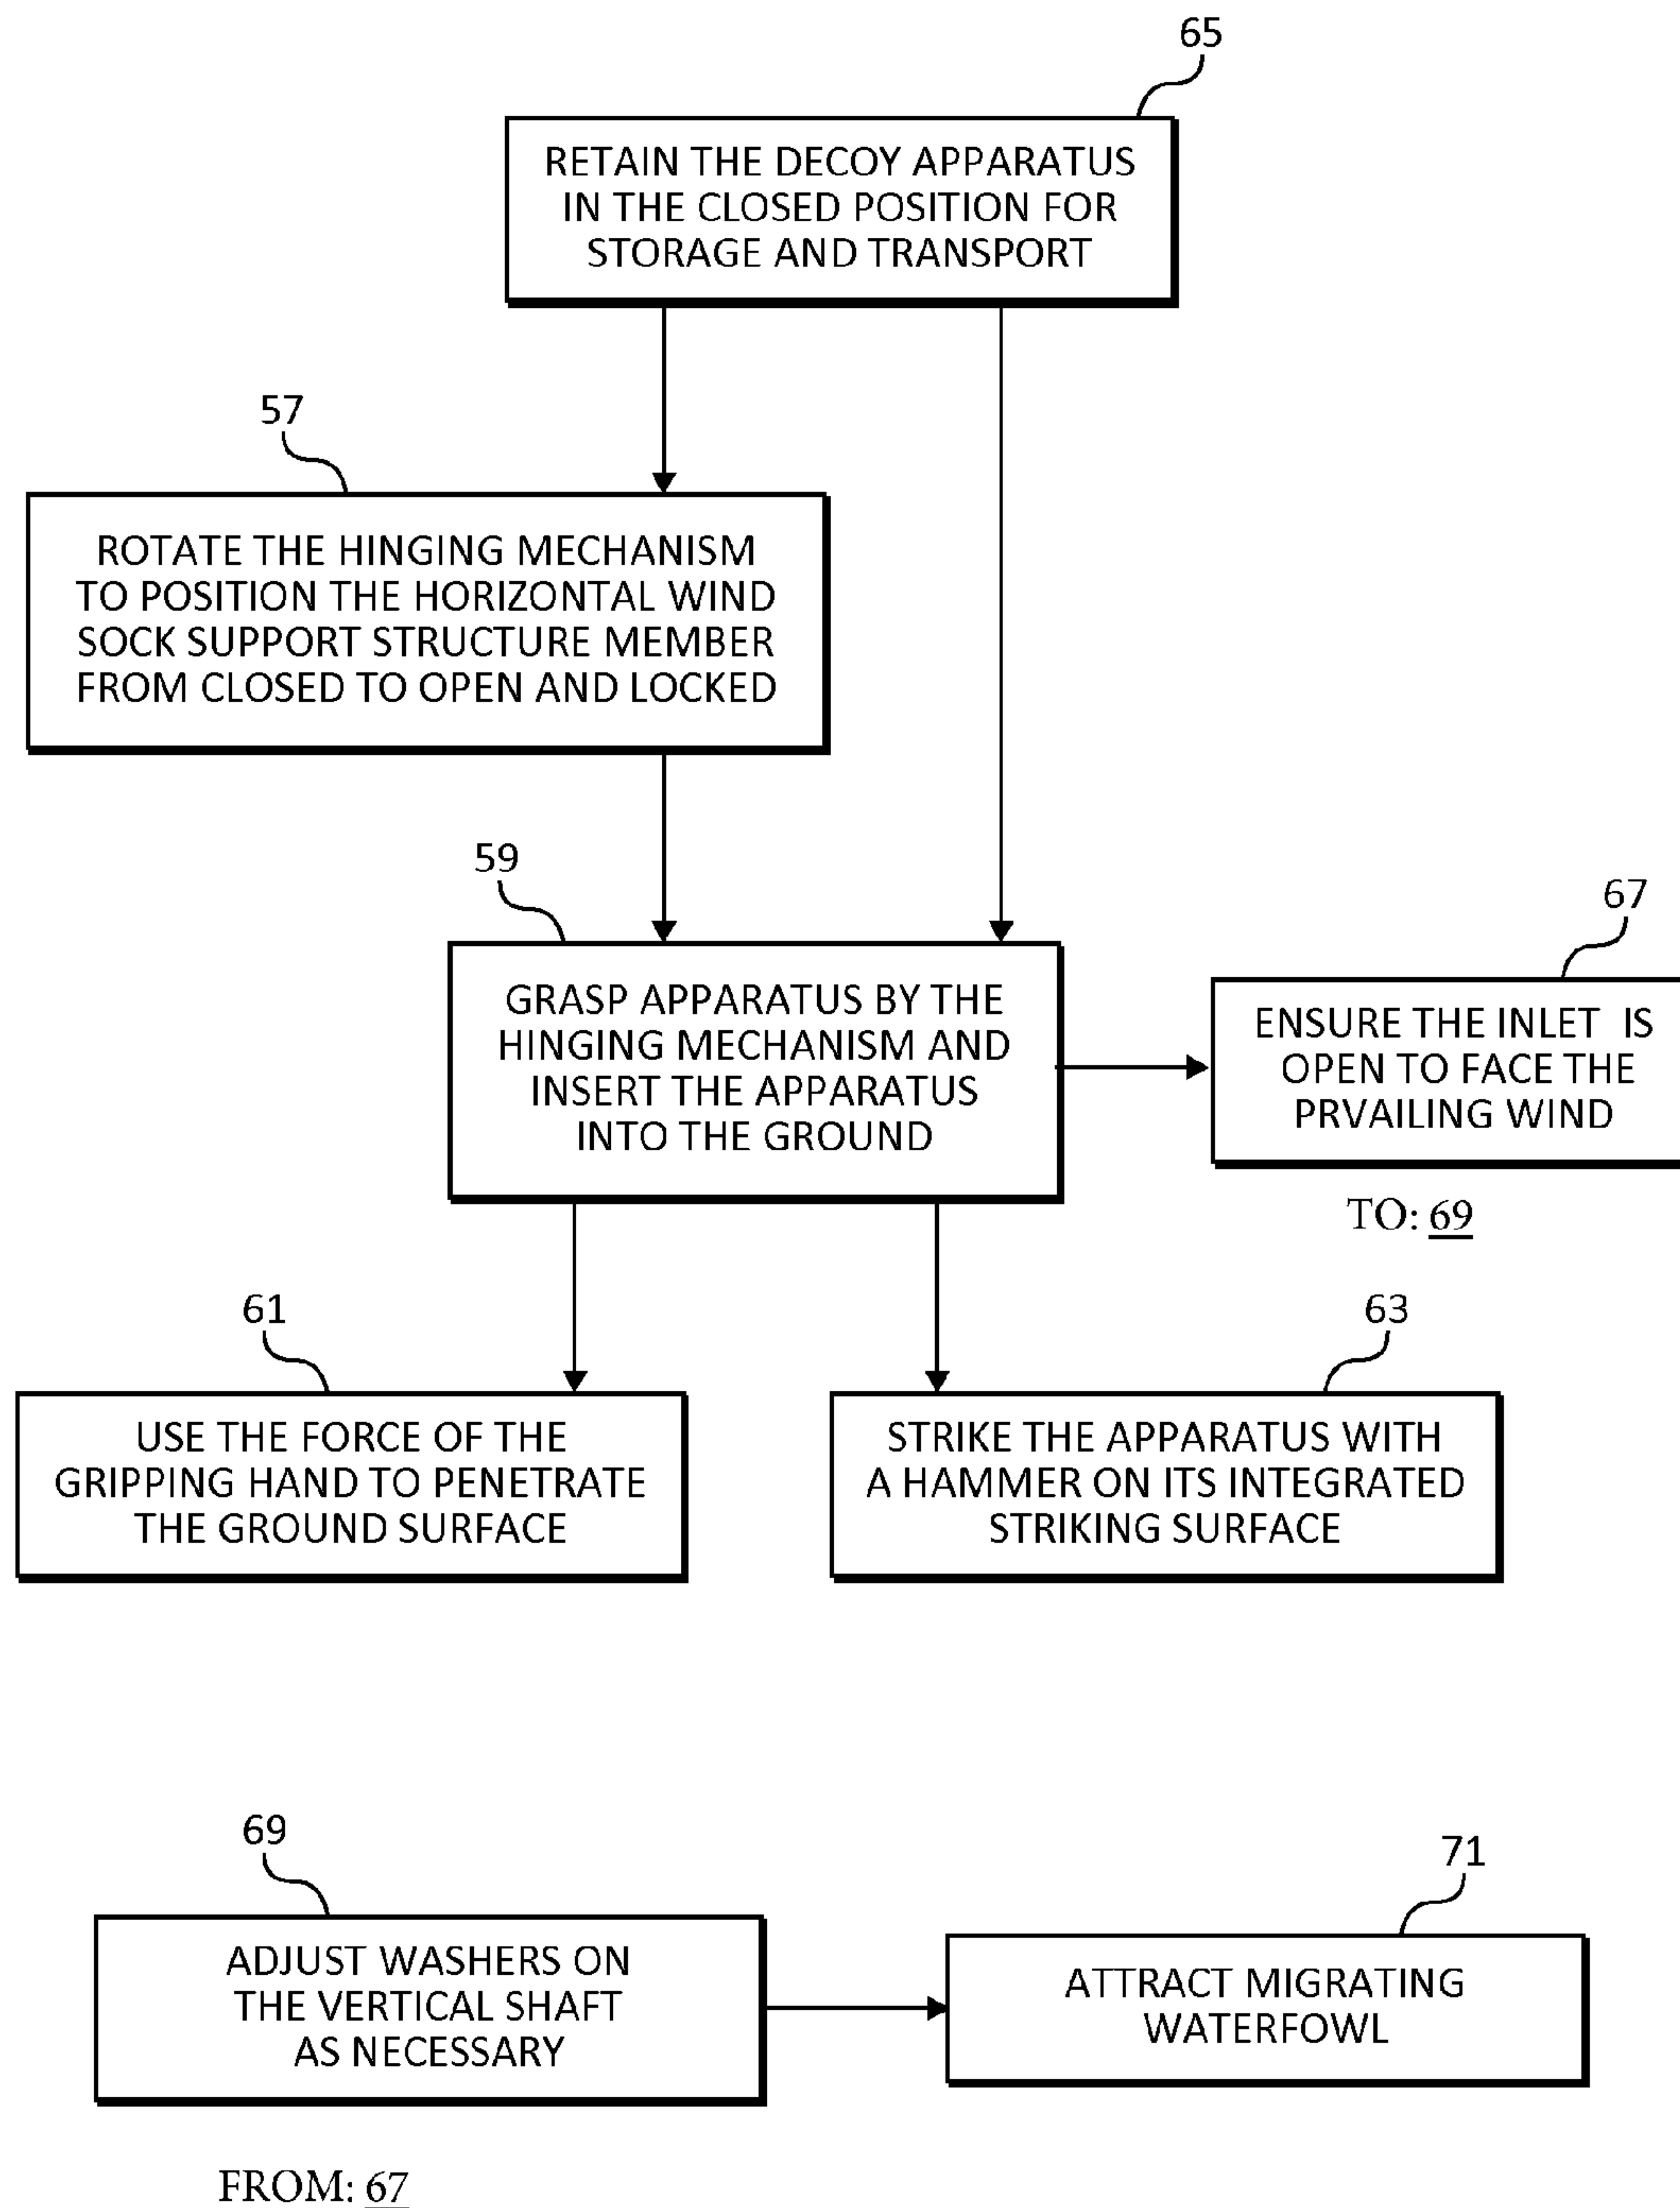 65
RETAIN THE DECOY APPARATUS
IN THE CLOSED POSITION FOR
STORAGE AND TRANSPORT
57
ROTATE THE HINGING MECHANISM
TO POSITION THE HORIZONTAL WIND
SOCK SUPPORT STRUCTURE MEMBER
FROM CLOSED TO OPEN AND LOCKED
59
GRASP APPARATUS BY THE
HINGING MECHANISM AND
INSERT THE APPARATUS
INTO THE GROUND
67
ENSURE THE INLET IS
OPEN TO FACE THE
PRVAILING WIND
TO: 69
61
USE THE FORCE OF THE
GRIPPING HAND TO PENETRATE
THE GROUND SURFACE
63
STRIKE THE APPARATUS WITH
A HAMMER ON ITS INTEGRATED
STRIKING SURFACE
69
ADJUST WASHERS ON
THE VERTICAL SHAFT
AS NECESSARY
71
ATTRACT MIGRATING
WATERFOWL
FROM: 67